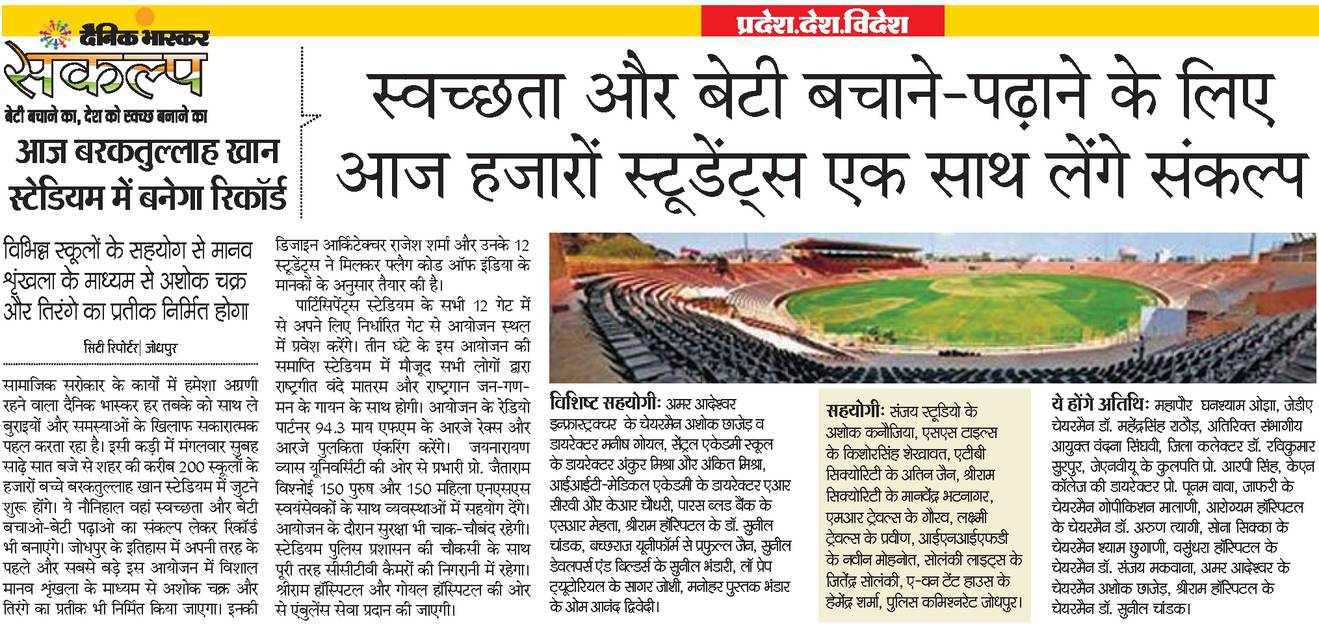 प्रदेश.देश.विदेश
दैनिक भास्कर
संकल्प
बेटी बचाने का, देश को स्वच्छ बनाने का
आज बरकतुल्लाह खान
स्टेडियम में बनेगा रिकॉर्ड
स्वच्छता और बेटी बचाने-पढ़ाने के लिए
आज हजारों स्टूडेंट्स एक साथ लेंगे संकल्प
विभिन्न स्कूलों के सहयोग से मानव
श्रृंखला के माध्यम से अशोक चक्र
और तिरंगे का प्रतीक निर्मित होगा
सिटी रिपोर्टर| जोधपुर
सामाजिक सरोकार के कार्यों में हमेशा अग्रणी
रहने वाला दैनिक भास्कर हर तबके को साथ ले
बुराइयों और समस्याओं के खिलाफ सकारात्मक
पहल करता रहा है। इसी कड़ी में मंगलवार सुबह
साढ़े सात बजे से शहर की करीब 200 स्कूलों के
हजारों बच्चे बरकतुल्लाह खान स्टेडियम में जुटने
शुरू होंगे। ये नौनिहाल वहां स्वच्छता और बेटी
बचाओ-बेटी पढ़ाओ का संकल्प लेकर रिकॉर्ड
भी बनाएंगे। जोधपुर के इतिहास में अपनी तरह के
पहले और सबसे बड़े इस आयोजन में विशाल
मानव श्रृंखला के माध्यम से अशोक चक्र और
तिरंगे का प्रतीक भी निर्मित किया जाएगा। इनकी
डिजाइन आर्किटेक्चर राजेश शर्मा और उनके 12
स्टूडेंट्स ने मिलकर फ्लैग कोड ऑफ इंडिया के
मानकों के अनुसार तैयार की है।
पार्टिसिपेंट्स स्टेडियम के सभी 12 गेट में
से अपने लिए निर्धारित गेट से आयोजन स्थल
में प्रवेश करेंगे। तीन घंटे के इस आयोजन की
समाप्ति स्टेडियम में मौजूद सभी लोगों द्वारा
राष्ट्रगीत वंदे मातरम और राष्ट्रगान जन-गण-
मन के गायन के साथ होगी। आयोजन के रेडियो
पार्टनर 94.3 माय एफएम के आरजे रेक्स और
आरजे पुलकिता एंकरिंग करेंगे। जयनारायण
व्यास यूनिवर्सिटी की ओर से प्रभारी प्रो. जैताराम
विश्नोई 150 पुरुष और 150 महिला एनएसएस
स्वयंसेवकों के साथ व्यवस्थाओं में सहयोग देंगे।
आयोजन के दौरान सुरक्षा भी चाक-चौबंद रहेगी।
स्टेडियम पुलिस प्रशासन की चौकसी के साथ
पूरी तरह सीसीटीवी कैमरों की निगरानी में रहेगा।
श्रीराम हॉस्पिटल और गोयल हॉस्पिटल की ओर
से एंबुलेंस सेवा प्रदान की जाएगी।
विशिष्ट सहयोगी: अमर आदेश्वर
इन्फ्रास्ट्रक्चर के चेयरमैन अशोक छाजेड़ व
डायरेक्टर मनीष गोयल, सेंट्रल एकेडमी स्कूल
के डायरेक्टर अंकुर मिश्रा और अंकित मिश्रा,
आईआईटी-मेडिकल एकेडमी के डायरेक्टर एआर
सीरवी और केआर चौधरी, पारस ब्लड बैंक के
एसआर मेहता, श्रीराम हॉस्पिटल के डॉ. सुनील
चांडक, बच्छराज यूनीफॉर्म से प्रफुल्ल जैन, सुनील
डेवलपर्स एंड बिल्डर्स के सुनील भंडारी, लॉ प्रेप
ट्यूटोरियल के सागर जोशी, मनोहर पुस्तक भंडार
के ओम आनंद द्विवेदी।
सहयोगी: संजय स्टूडियो के
अशोक कनौजिया, एसएस टाइल्स
के किशोरसिंह शेखावत, एटीबी
सिक्योरिटी के अतिन जैन, श्रीराम
सिक्योरिटी के मानवेंद्र भटनागर,
एमआर ट्रेवल्स के गौरव, लक्ष्मी
ट्रेवल्स के प्रवीण, आईएनआईएफडी
के नवीन मोहनोत, सोलंकी लाइट्स के
जितेंद्र सोलंकी, ए-वन टेंट हाउस के
हेमेंद्र शर्मा, पुलिस कमिश्नरेट जोधपुर।
ये होंगे अतिथि: महापौर घनश्याम ओझा, जेडीए
चेयरमैन डॉ. महेंद्रसिंह राठौड़, अतिरिक्त संभागीय
आयुक्त वंदना सिंघवी, जिला कलेक्टर डॉ. रविकुमार
सुरपुर, जेएनवीयू के कुलपति प्रो. आरपी सिंह, केएन
कॉलेज की डायरेक्टर प्रो. पूनम बावा, जाफरी के
चेयरमैन गोपीकिशन मालाणी, आरोग्यम हॉस्पिटल
के चेयरमैन डॉ. अरुण त्यागी, सोना सिक्का के
चेयरमैन श्याम छुगाणी, वसुंधरा हॉस्पिटल के
चेयरमैन डॉ. संजय मकवाना, अमर आदेश्वर के
चेयरमैन अशोक छाजेड़, श्रीराम हॉस्पिटल के
चेयरमैन डॉ. सुनील चांडक।